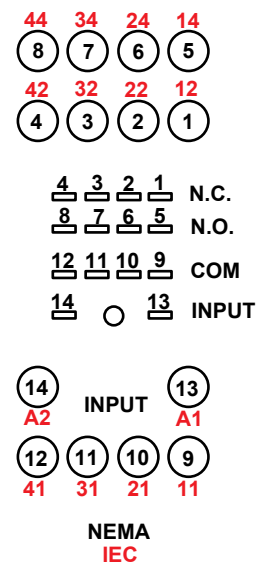 44 34 24 14
8 7 6 5
42 32 22 12
4 3 2 1
4 3 2 1 N.C.
8 7 6 5 N.O.
12 11 10 9 COM
14 13 INPUT
14 INPUT 13
A2 A1
12 11 10 9
41 31 21 11
NEMA
IEC